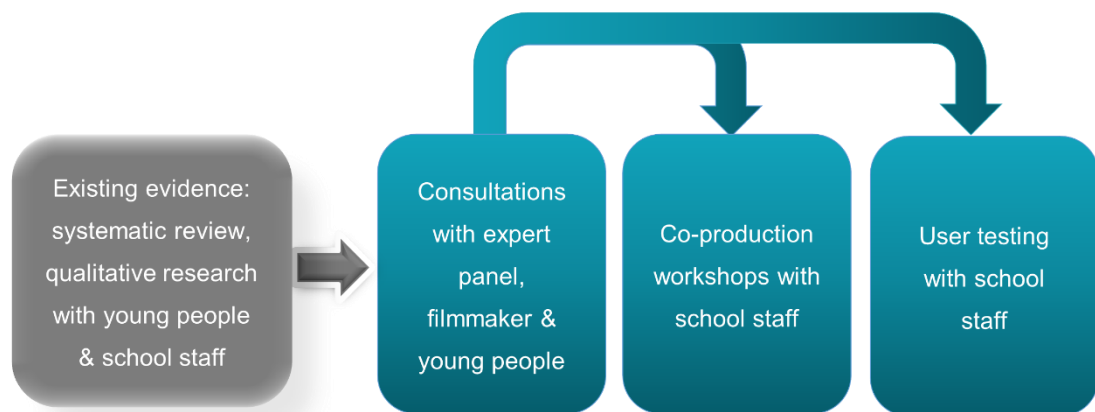 Existing evidence:
systematic review,
qualitative research
with young people
& school staff
Consultations
with expert
panel,
filmmaker &
young people
Co-production
workshops with
school staff
User testing
with school
staff